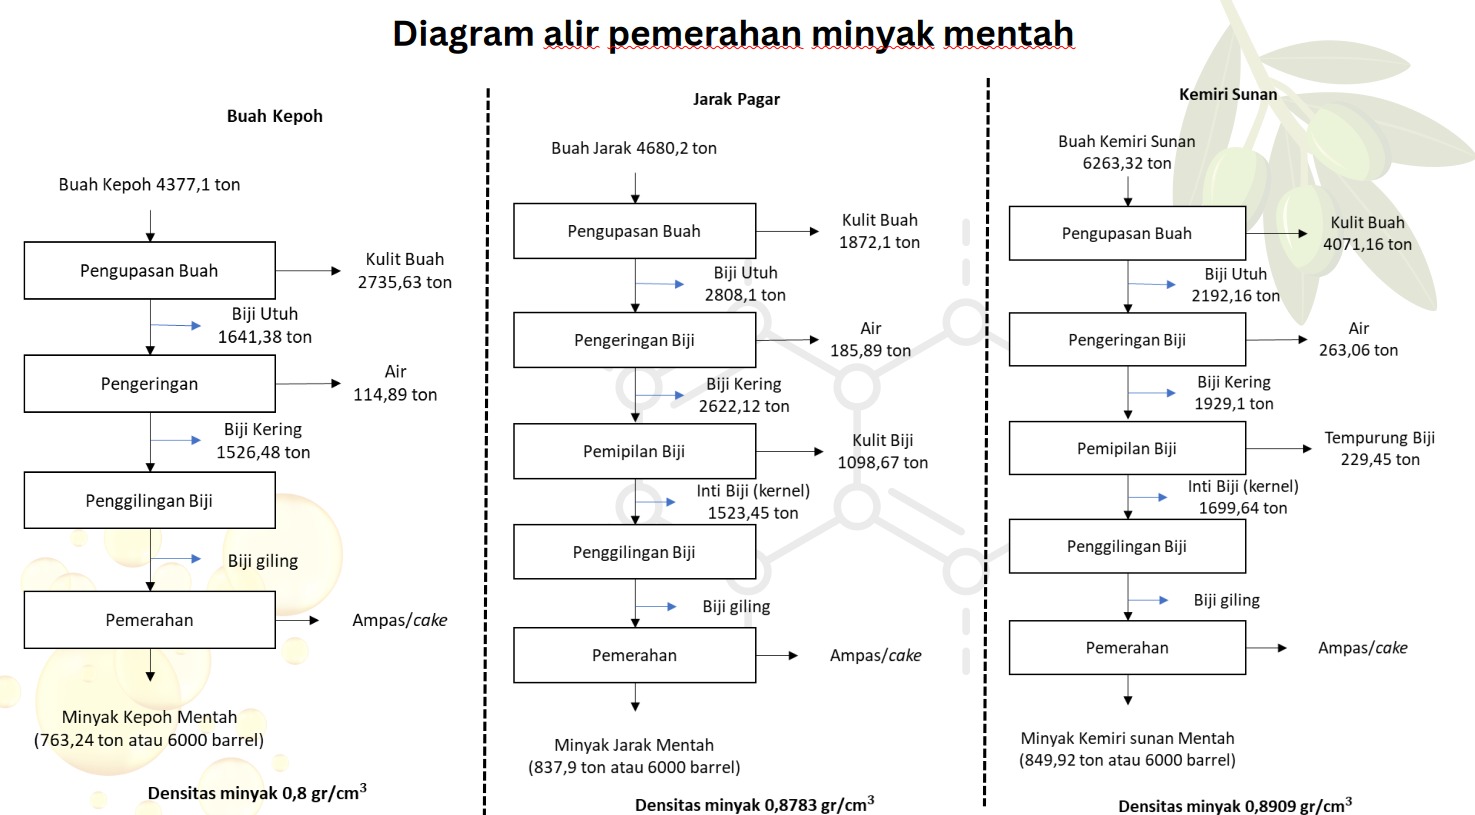 Diagram alir pemerahan minyak mentah
Buah Kepoh
Buah Kepoh 4377,1 ton
Pengupasan Buah
Kulit Buah
2735,63 ton
Biji Utuh
1641,38 ton
Pengeringan
Air
114,89 ton
Biji Kering
1526,48 ton
Penggilingan Biji
Biji giling
Pemerahan
Ampas/cake
Minyak Kepoh Mentah
(763,24 ton atau 6000 barrel)
Densitas minyak 0,8 gr/cm³
Jarak Pagar
Buah Jarak 4680,2 ton
Pengupasan Buah
Kulit Buah
1872,1 ton
Biji Utuh
2808,1 ton
Pengeringan Biji
Air
185,89 ton
Biji Kering
2622,12 ton
Pemipilan Biji
Kulit Biji
1098,67 ton
Inti Biji (kernel)
1523,45 ton
Penggilingan Biji
Biji giling
Pemerahan
Ampas/cake
Minyak Jarak Mentah
(837,9 ton atau 6000 barrel)
Densitas minyak 0,8783 gr/cm³
Kemiri Sunan
Buah Kemiri Sunan
6263,32 ton
Pengupasan Buah
Kulit Buah
4071,16 ton
Biji Utuh
2192,16 ton
Pengeringan Biji
Air
263,06 ton
Biji Kering
1929,1 ton
Pemipilan Biji
Tempurung Biji
229,45 ton
Inti Biji (kernel)
1699,64 ton
Penggilingan Biji
Biji giling
Pemerahan
Ampas/cake
Minyak Kemiri sunan Mentah
(849,92 ton atau 6000 barrel)
Densitas minyak 0,8909 gr/cm³